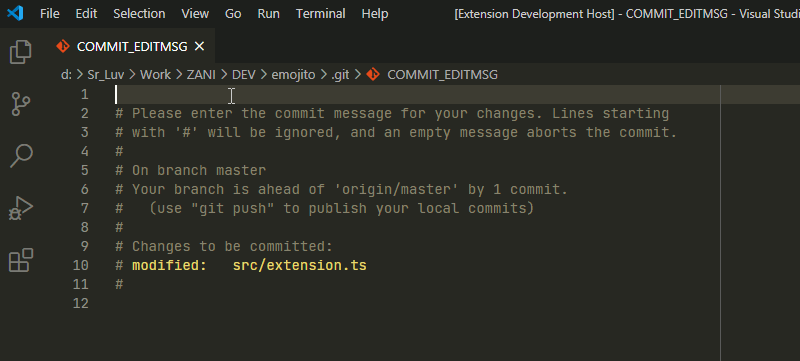 File Edit Selection View Go Run Terminal Help [Extension Development Host] - COMMIT_EDITMSG - Visual Studi
COMMIT_EDITMSG
d: > Sr_Luv > Work > ZANI > DEV > emojito > .git > COMMIT_EDITMSG
1
2 # Please enter the commit message for your changes. Lines starting
3 # with '#' will be ignored, and an empty message aborts the commit.
4 #
5 # On branch master
6 # Your branch is ahead of 'origin/master' by 1 commit.
7 #   (use "git push" to publish your local commits)
8 #
9 # Changes to be committed:
10 # modified:   src/extension.ts
11 #
12